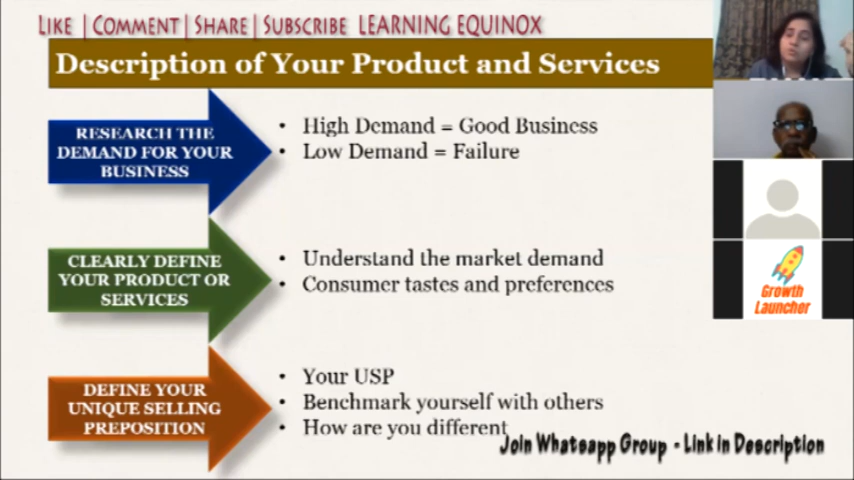 LIKE | COMMENT | SHARE | SUBSCRIBE LEARNING EQUINOX
Description of Your Product and Services
RESEARCH THE
DEMAND FOR YOUR
BUSINESS
• High Demand = Good Business
• Low Demand = Failure
CLEARLY DEFINE
YOUR PRODUCT OR
SERVICES
• Understand the market demand
• Consumer tastes and preferences
DEFINE YOUR
UNIQUE SELLING
PREPOSITION
• Your USP
• Benchmark yourself with others
• How are you different
Growth
Launcher
Join Whatsapp Group - Link in Description